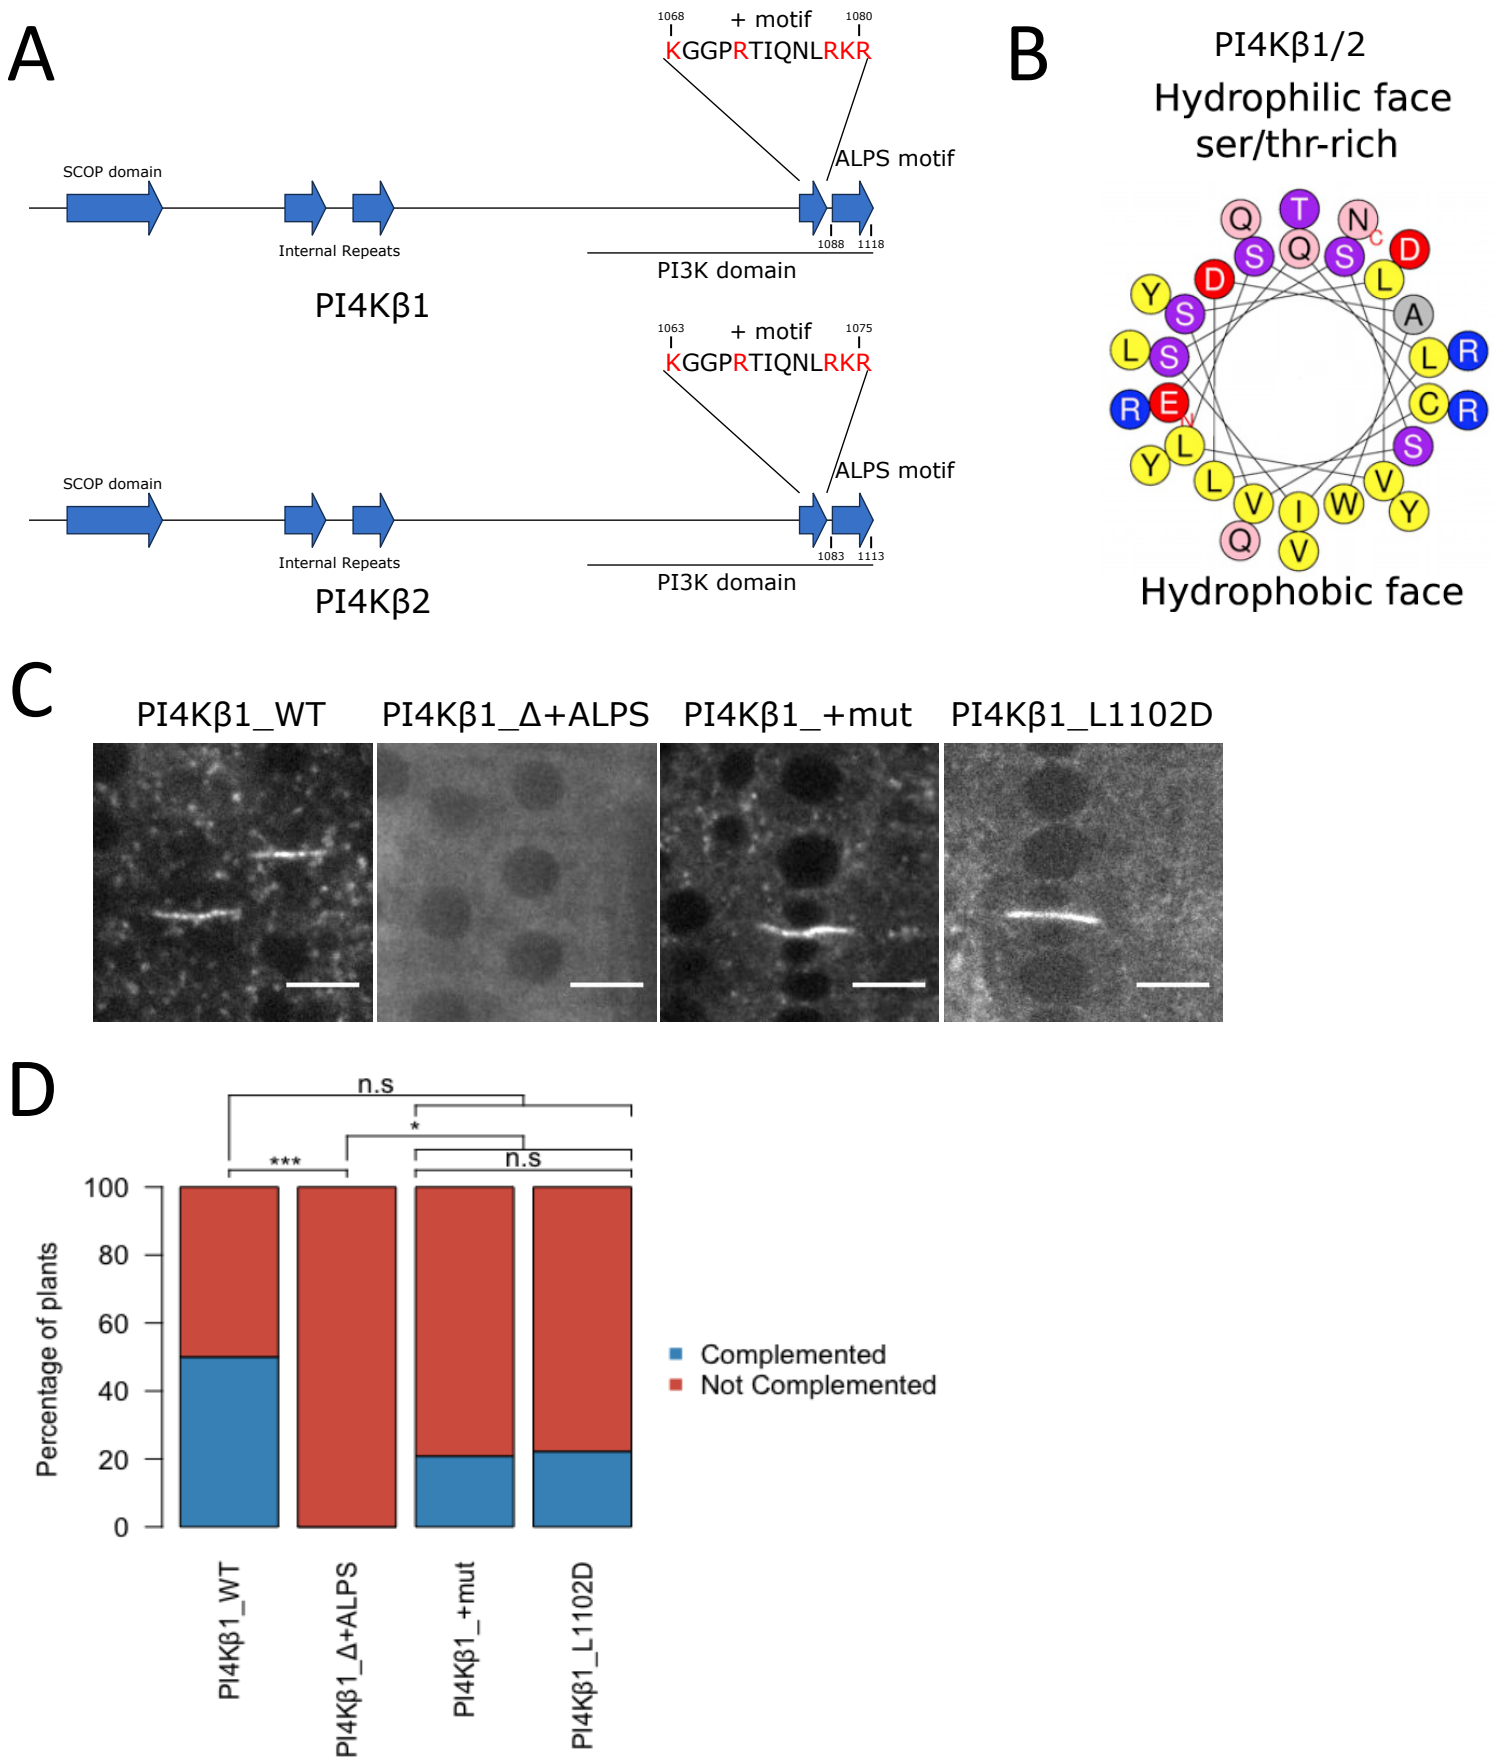 A
1068 + motif 1080
KGGPRTIQNLRKR
ALPS motif
SCOP domain
1088 1118
Internal Repeats
PI3K domain
PI4Kβ1
1063 + motif 1075
KGGPRTIQNLRKR
ALPS motif
SCOP domain
1083 1113
Internal Repeats
PI3K domain
PI4Kβ2
B
PI4Kβ1/2
Hydrophilic face
ser/thr-rich
Q T N
C
S Q S D
D L
Y S A
L S L R
R E C R
N
L S
Y L V
V I W Y
Q V
Hydrophobic face
C
PI4Kβ1_WT PI4Kβ1_Δ+ALPS PI4Kβ1_+mut PI4Kβ1_L1102D
D
n.s
*
n.s
***
100
80
60
40
20
0
Percentage of plants
Complemented
Not Complemented
PI4Kβ1_WT
PI4Kβ1_Δ+ALPS
PI4Kβ1_+mut
PI4Kβ1_L1102D